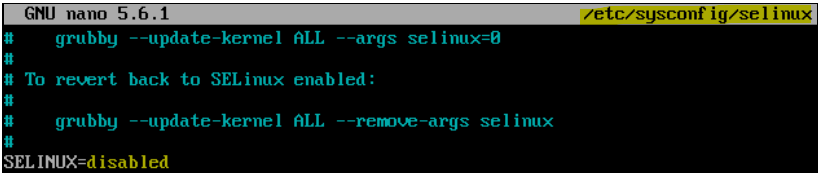 GNU nano 5.6.1 /etc/sysconfig/selinux
# grubby --update-kernel ALL --args selinux=0
#
# To revert back to SELinux enabled:
#
# grubby --update-kernel ALL --remove-args selinux
#
SELINUX=disabled